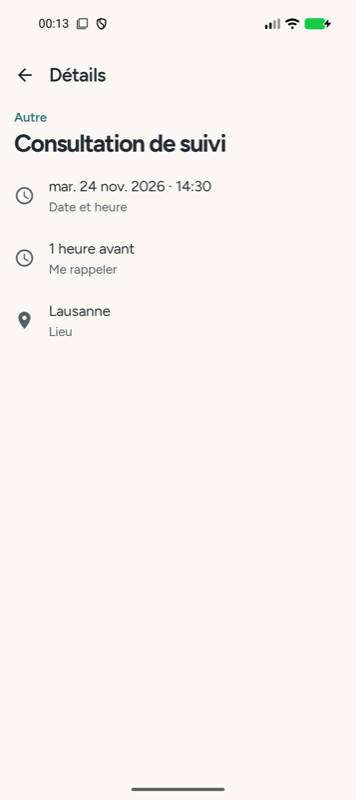 00:13
Détails
Autre
Consultation de suivi
mar. 24 nov. 2026 · 14:30
Date et heure
1 heure avant
Me rappeler
Lausanne
Lieu